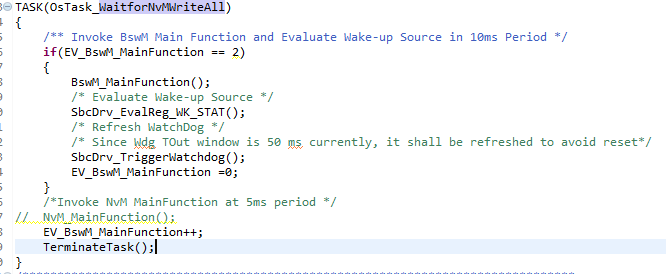 TASK(OsTask_WaitforNvMWriteAll)
{
/** Invoke BswM Main Function and Evaluate Wake-up Source in 10ms Period */
if(EV_BswM_MainFunction == 2)
{
BswM_MainFunction();
/* Evaluate Wake-up Source */
SbcDrv_EvalReg_WK_STAT();
/* Refresh WatchDog */
/* Since Wdg TOut window is 50 ms currently, it shall be refreshed to avoid reset*/
SbcDrv_TriggerWatchdog();
EV_BswM_MainFunction =0;
}
/*Invoke NvM MainFunction at 5ms period */
// NvM_MainFunction();
EV_BswM_MainFunction++;
TerminateTask();
}